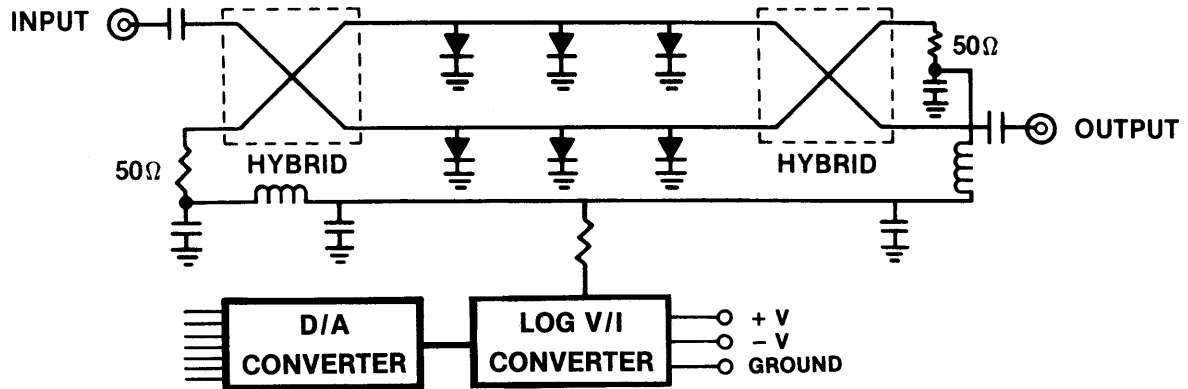 INPUT
50Ω
OUTPUT
HYBRID
HYBRID
50Ω
D/A
CONVERTER
LOG V/I
CONVERTER
+ V
– V
GROUND